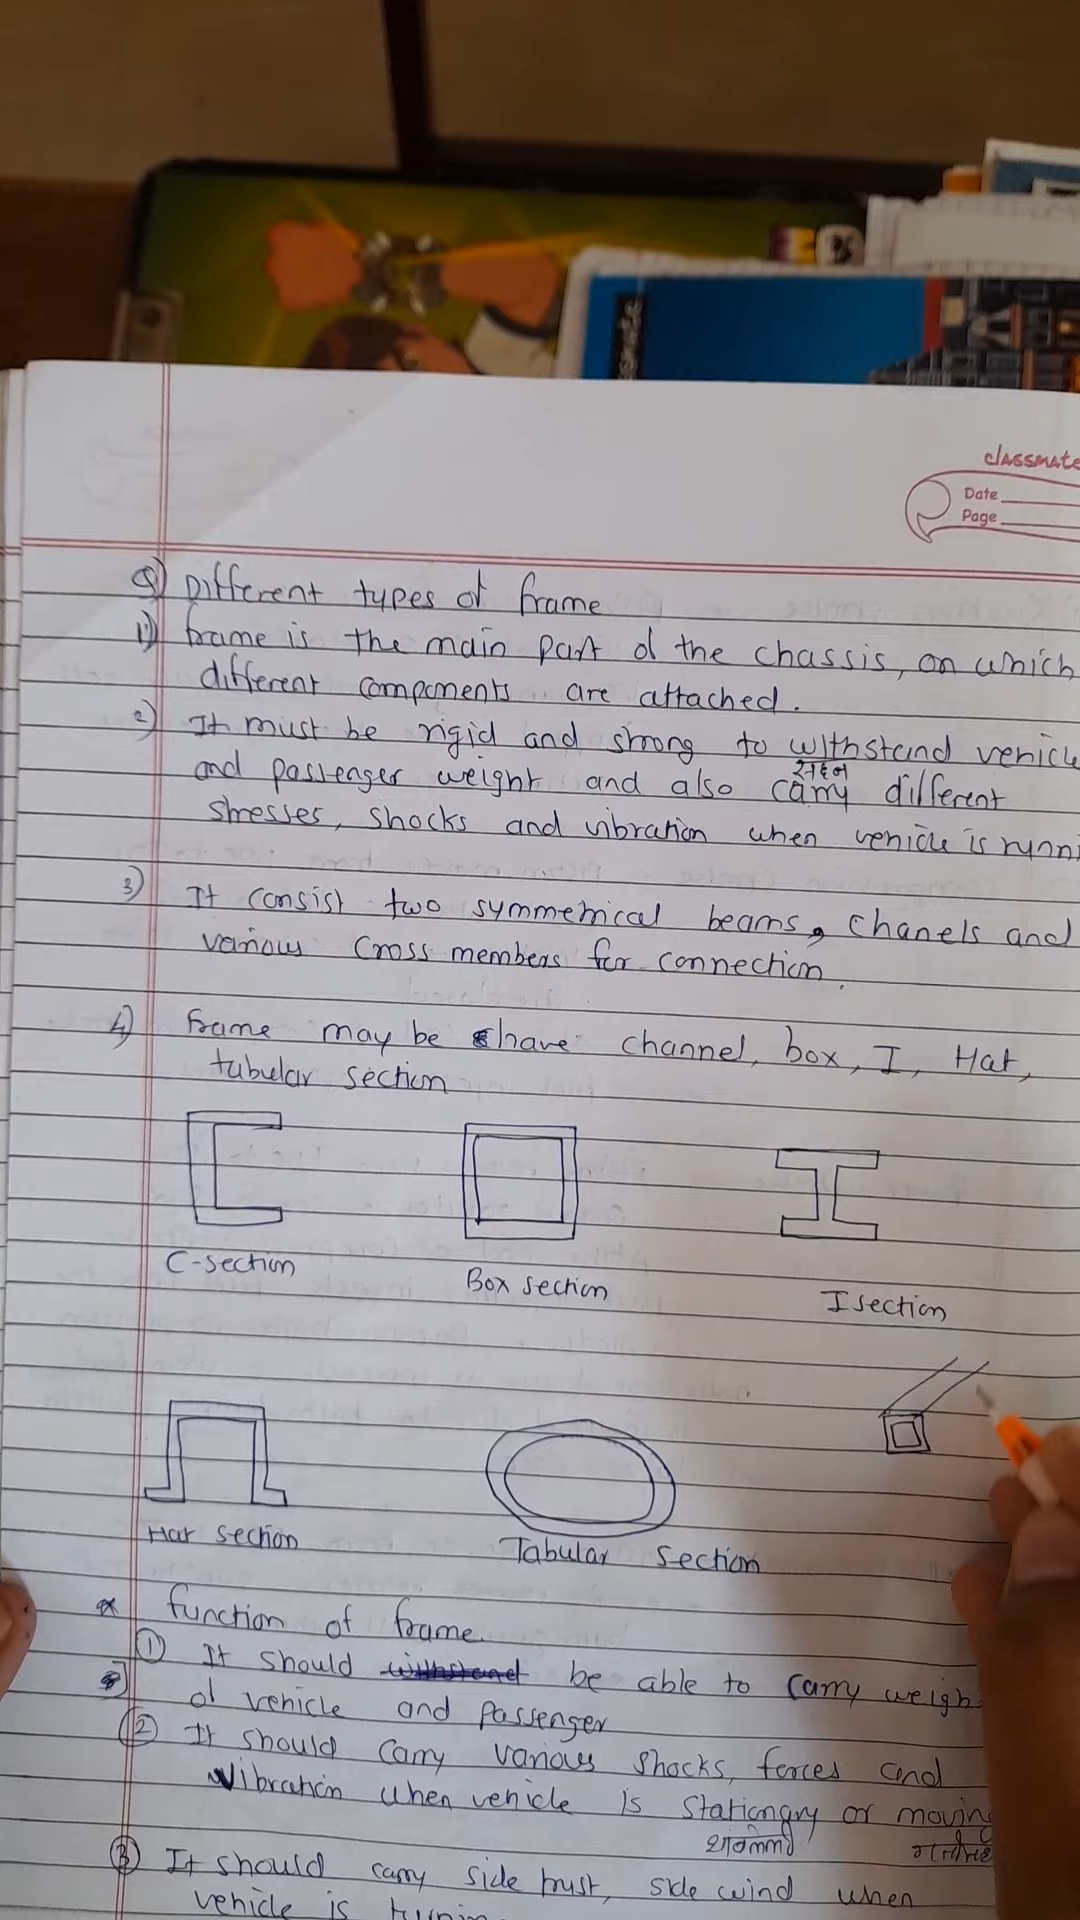 classmate
Date
Page
Q) Different types of frame
1) frame is the main part of the chassis, on which
different components are attached.
2) It must be rigid and strong to withstand vehicle
सहन
and passenger weight and also carry different
stresses, shocks and vibration when vehicle is runni
3) It consist two symmetrical beams, chanels and
various cross members for connection.
4) frame may be have channel, box, I, Hat,
tubular section
C-section
Box section
I section
Hat section
Tabular section
* function of frame
① It should withstand be able to carry weigh
of vehicle and passenger
② It should carry various shocks, forces and
vibration when vehicle is stationary or moving
③ It should carry side trust, side wind when
vehicle is